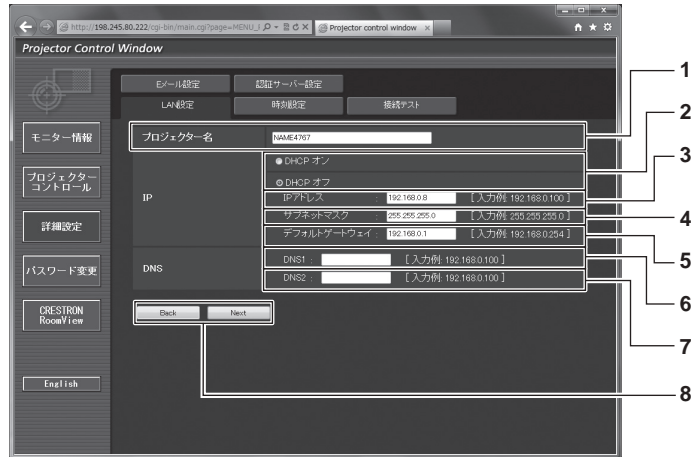 http://198.245.80.222/cgi-bin/main.cgi?page=MENU_I
Projector control window
Projector Control Window
Eメール設定
認証サーバー設定
LAN設定
時刻設定
接続テスト
モニター情報
プロジェクター
コントロール
詳細設定
パスワード変更
CRESTRON
RoomView
English
プロジェクター名
NAME4767
IP
DHCP オン
DHCP オフ
IPアドレス : 192.168.0.8 [ 入力例: 192.168.0.100 ]
サブネットマスク : 255.255.255.0 [ 入力例: 255.255.255.0 ]
デフォルトゲートウェイ : 192.168.0.1 [ 入力例: 192.168.0.254 ]
DNS
DNS1 : [ 入力例: 192.168.0.100 ]
DNS2 : [ 入力例: 192.168.0.100 ]
Back
Next
1
2
3
4
5
6
7
8